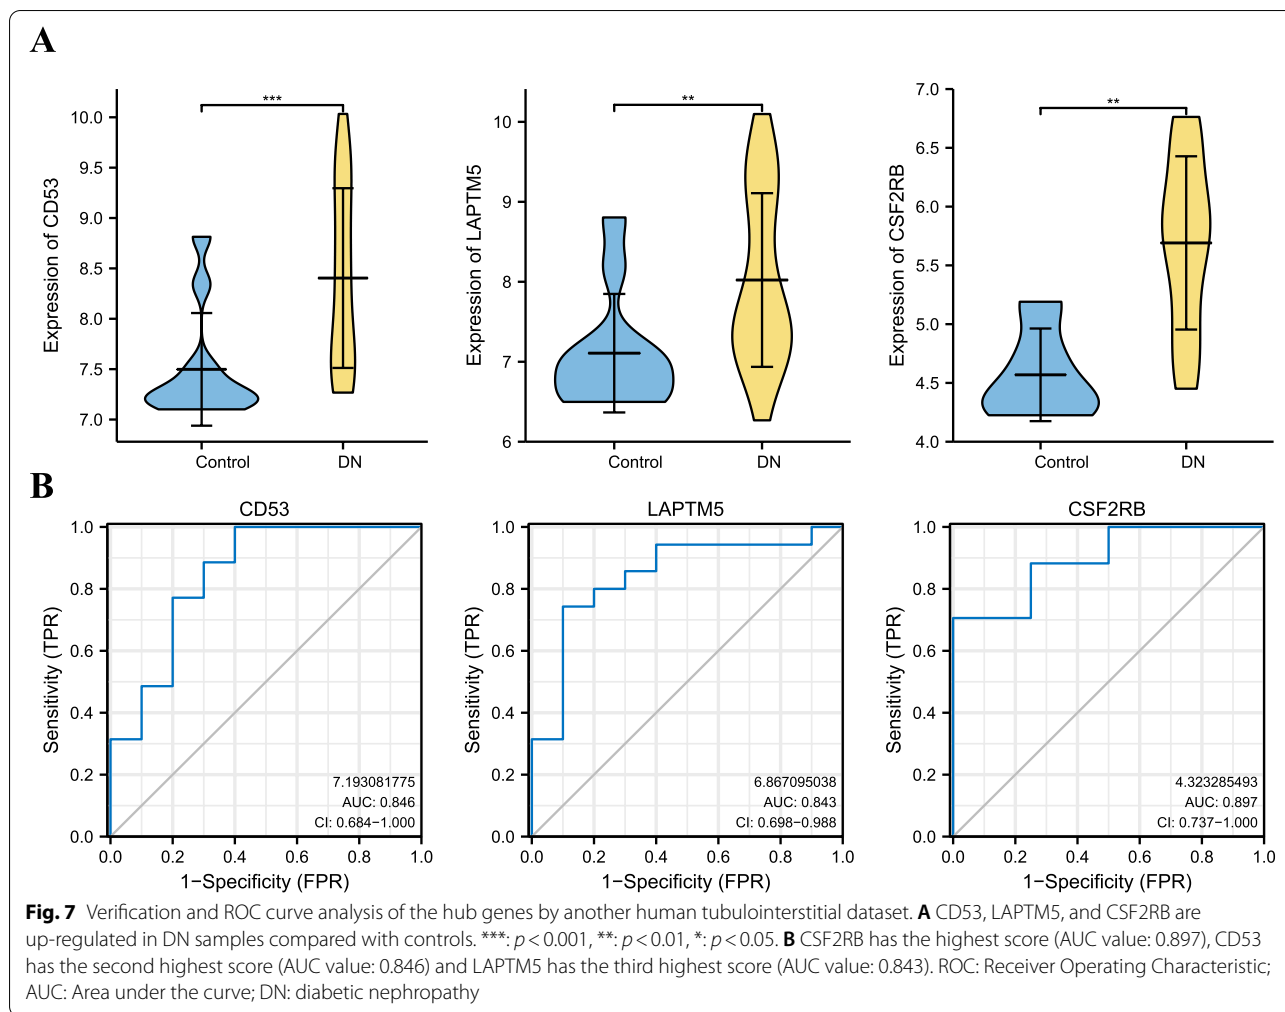 A
Expression of CD53
10.0
9.5
9.0
8.5
8.0
7.5
7.0
***
Control
DN
Expression of LAPTM5
10
9
8
7
6
**
Control
DN
Expression of CSF2RB
7.0
6.5
6.0
5.5
5.0
4.5
4.0
**
Control
DN
B
CD53
Sensitivity (TPR)
1.0
0.8
0.6
0.4
0.2
0.0
7.193081775
AUC: 0.846
CI: 0.684−1.000
0.0 0.2 0.4 0.6 0.8 1.0
1−Specificity (FPR)
LAPTM5
Sensitivity (TPR)
1.0
0.8
0.6
0.4
0.2
0.0
6.867095038
AUC: 0.843
CI: 0.698−0.988
0.0 0.2 0.4 0.6 0.8 1.0
1−Specificity (FPR)
CSF2RB
Sensitivity (TPR)
1.0
0.8
0.6
0.4
0.2
0.0
4.323285493
AUC: 0.897
CI: 0.737−1.000
0.0 0.2 0.4 0.6 0.8 1.0
1−Specificity (FPR)
Fig. 7 Verification and ROC curve analysis of the hub genes by another human tubulointerstitial dataset. A CD53, LAPTM5, and CSF2RB are
up-regulated in DN samples compared with controls. ***: p < 0.001, **: p < 0.01, *: p < 0.05. B CSF2RB has the highest score (AUC value: 0.897), CD53
has the second highest score (AUC value: 0.846) and LAPTM5 has the third highest score (AUC value: 0.843). ROC: Receiver Operating Characteristic;
AUC: Area under the curve; DN: diabetic nephropathy